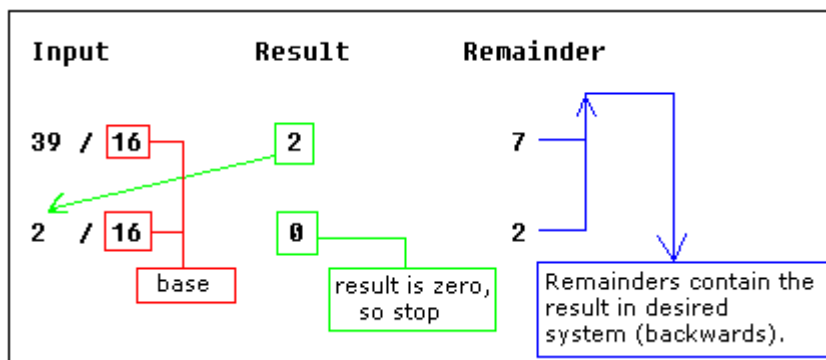 Input Result Remainder
39 / 16 2 7
2 / 16 0 2
base
result is zero,
so stop
Remainders contain the
result in desired
system (backwards).